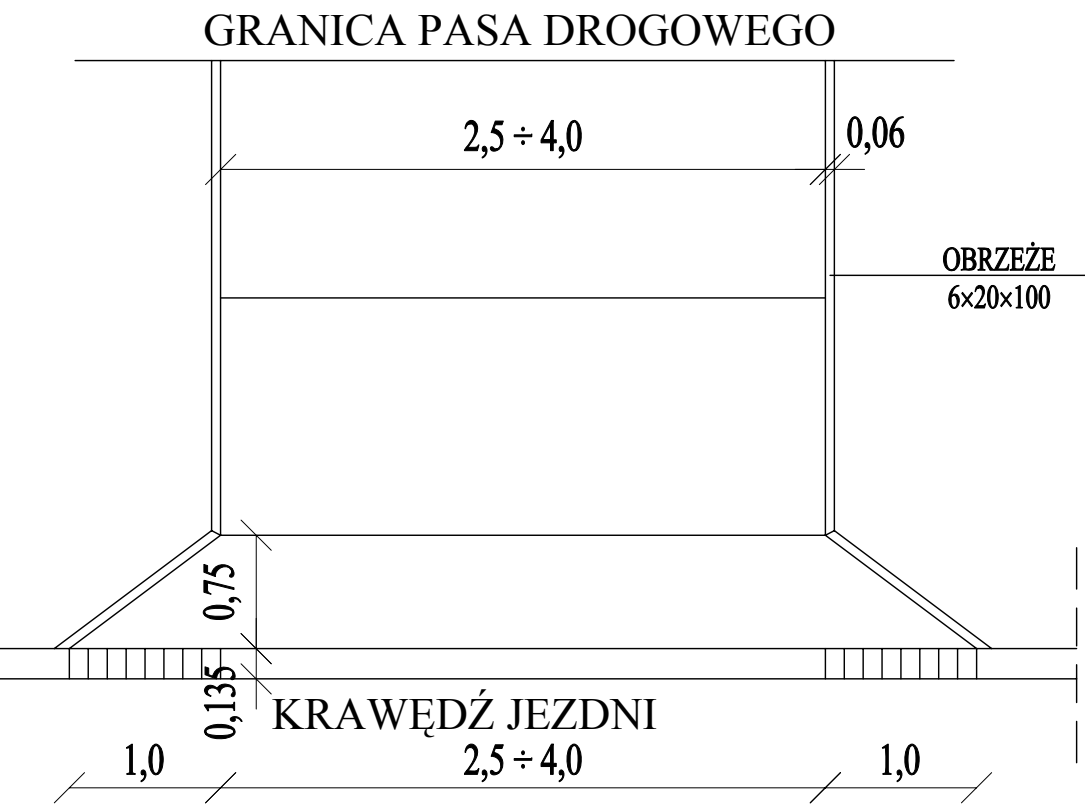 GRANICA PASA DROGOWEGO
2,5 ÷ 4,0
0,06
OBRZEŻE
6×20×100
0,75
0,135
KRAWĘDŹ JEZDNI
1,0
2,5 ÷ 4,0
1,0